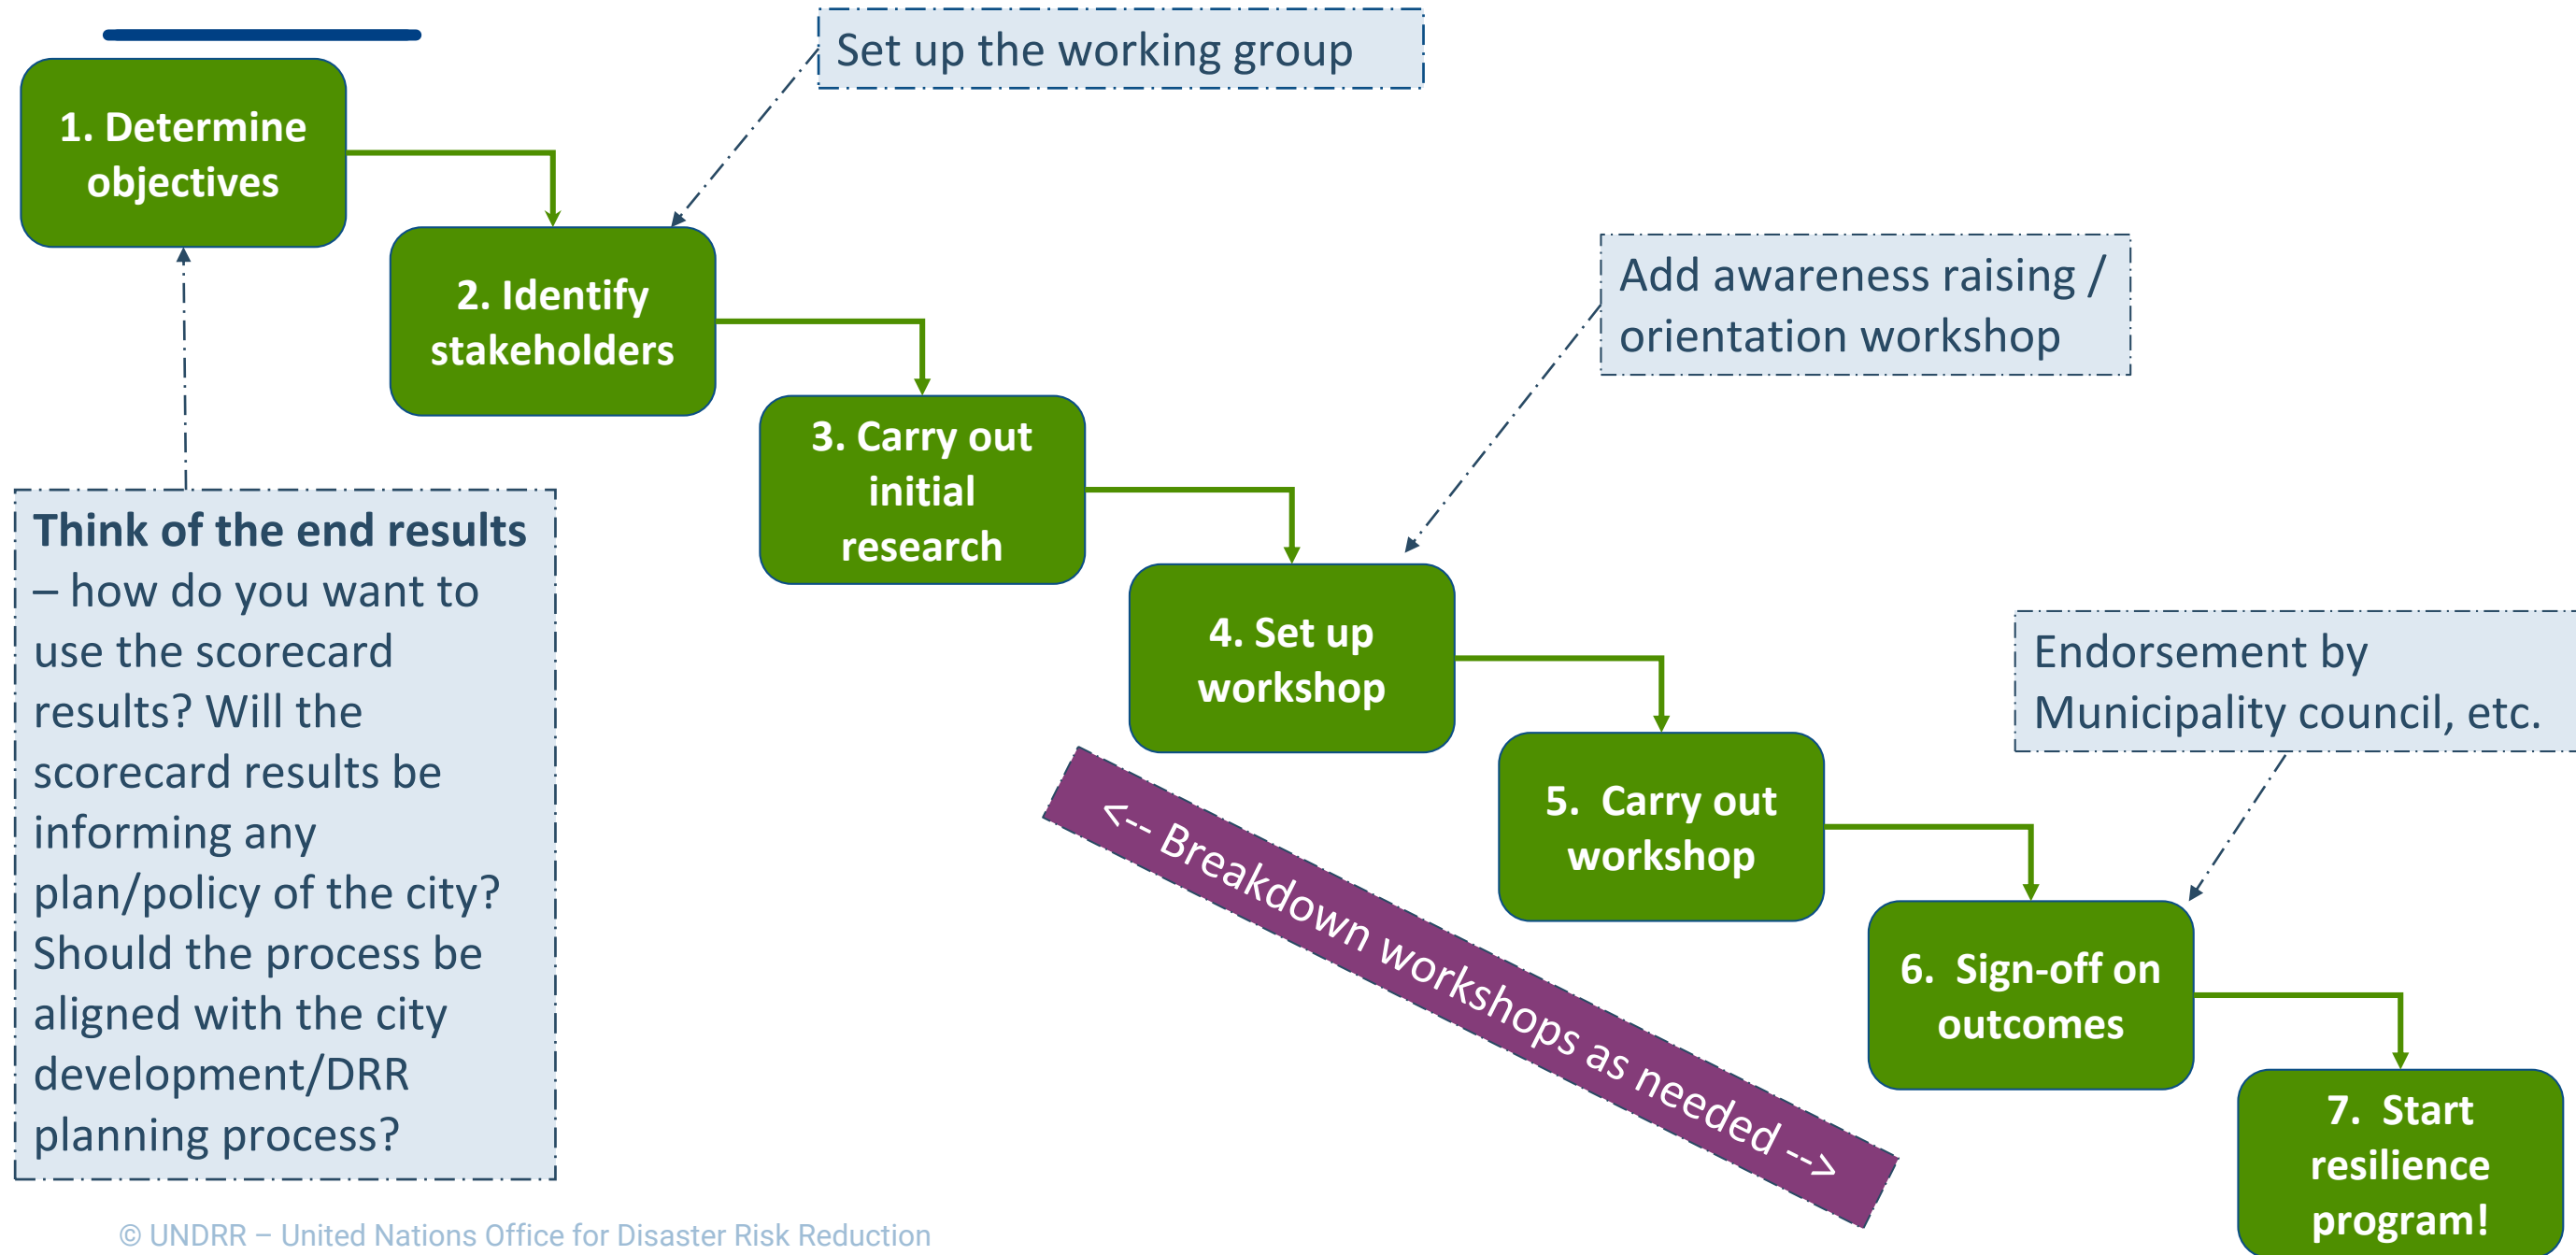 Set up the working group
1. Determine
objectives
2. Identify
stakeholders
Add awareness raising /
orientation workshop
3. Carry out
initial
research
Think of the end results
– how do you want to
use the scorecard
results? Will the
scorecard results be
informing any
plan/policy of the city?
Should the process be
aligned with the city
development/DRR
planning process?
4. Set up
workshop
Endorsement by
Municipality council, etc.
5.  Carry out
workshop
<-- Breakdown workshops as needed -->
6.  Sign-off on
outcomes
7.  Start
resilience
program!
© UNDRR – United Nations Office for Disaster Risk Reduction